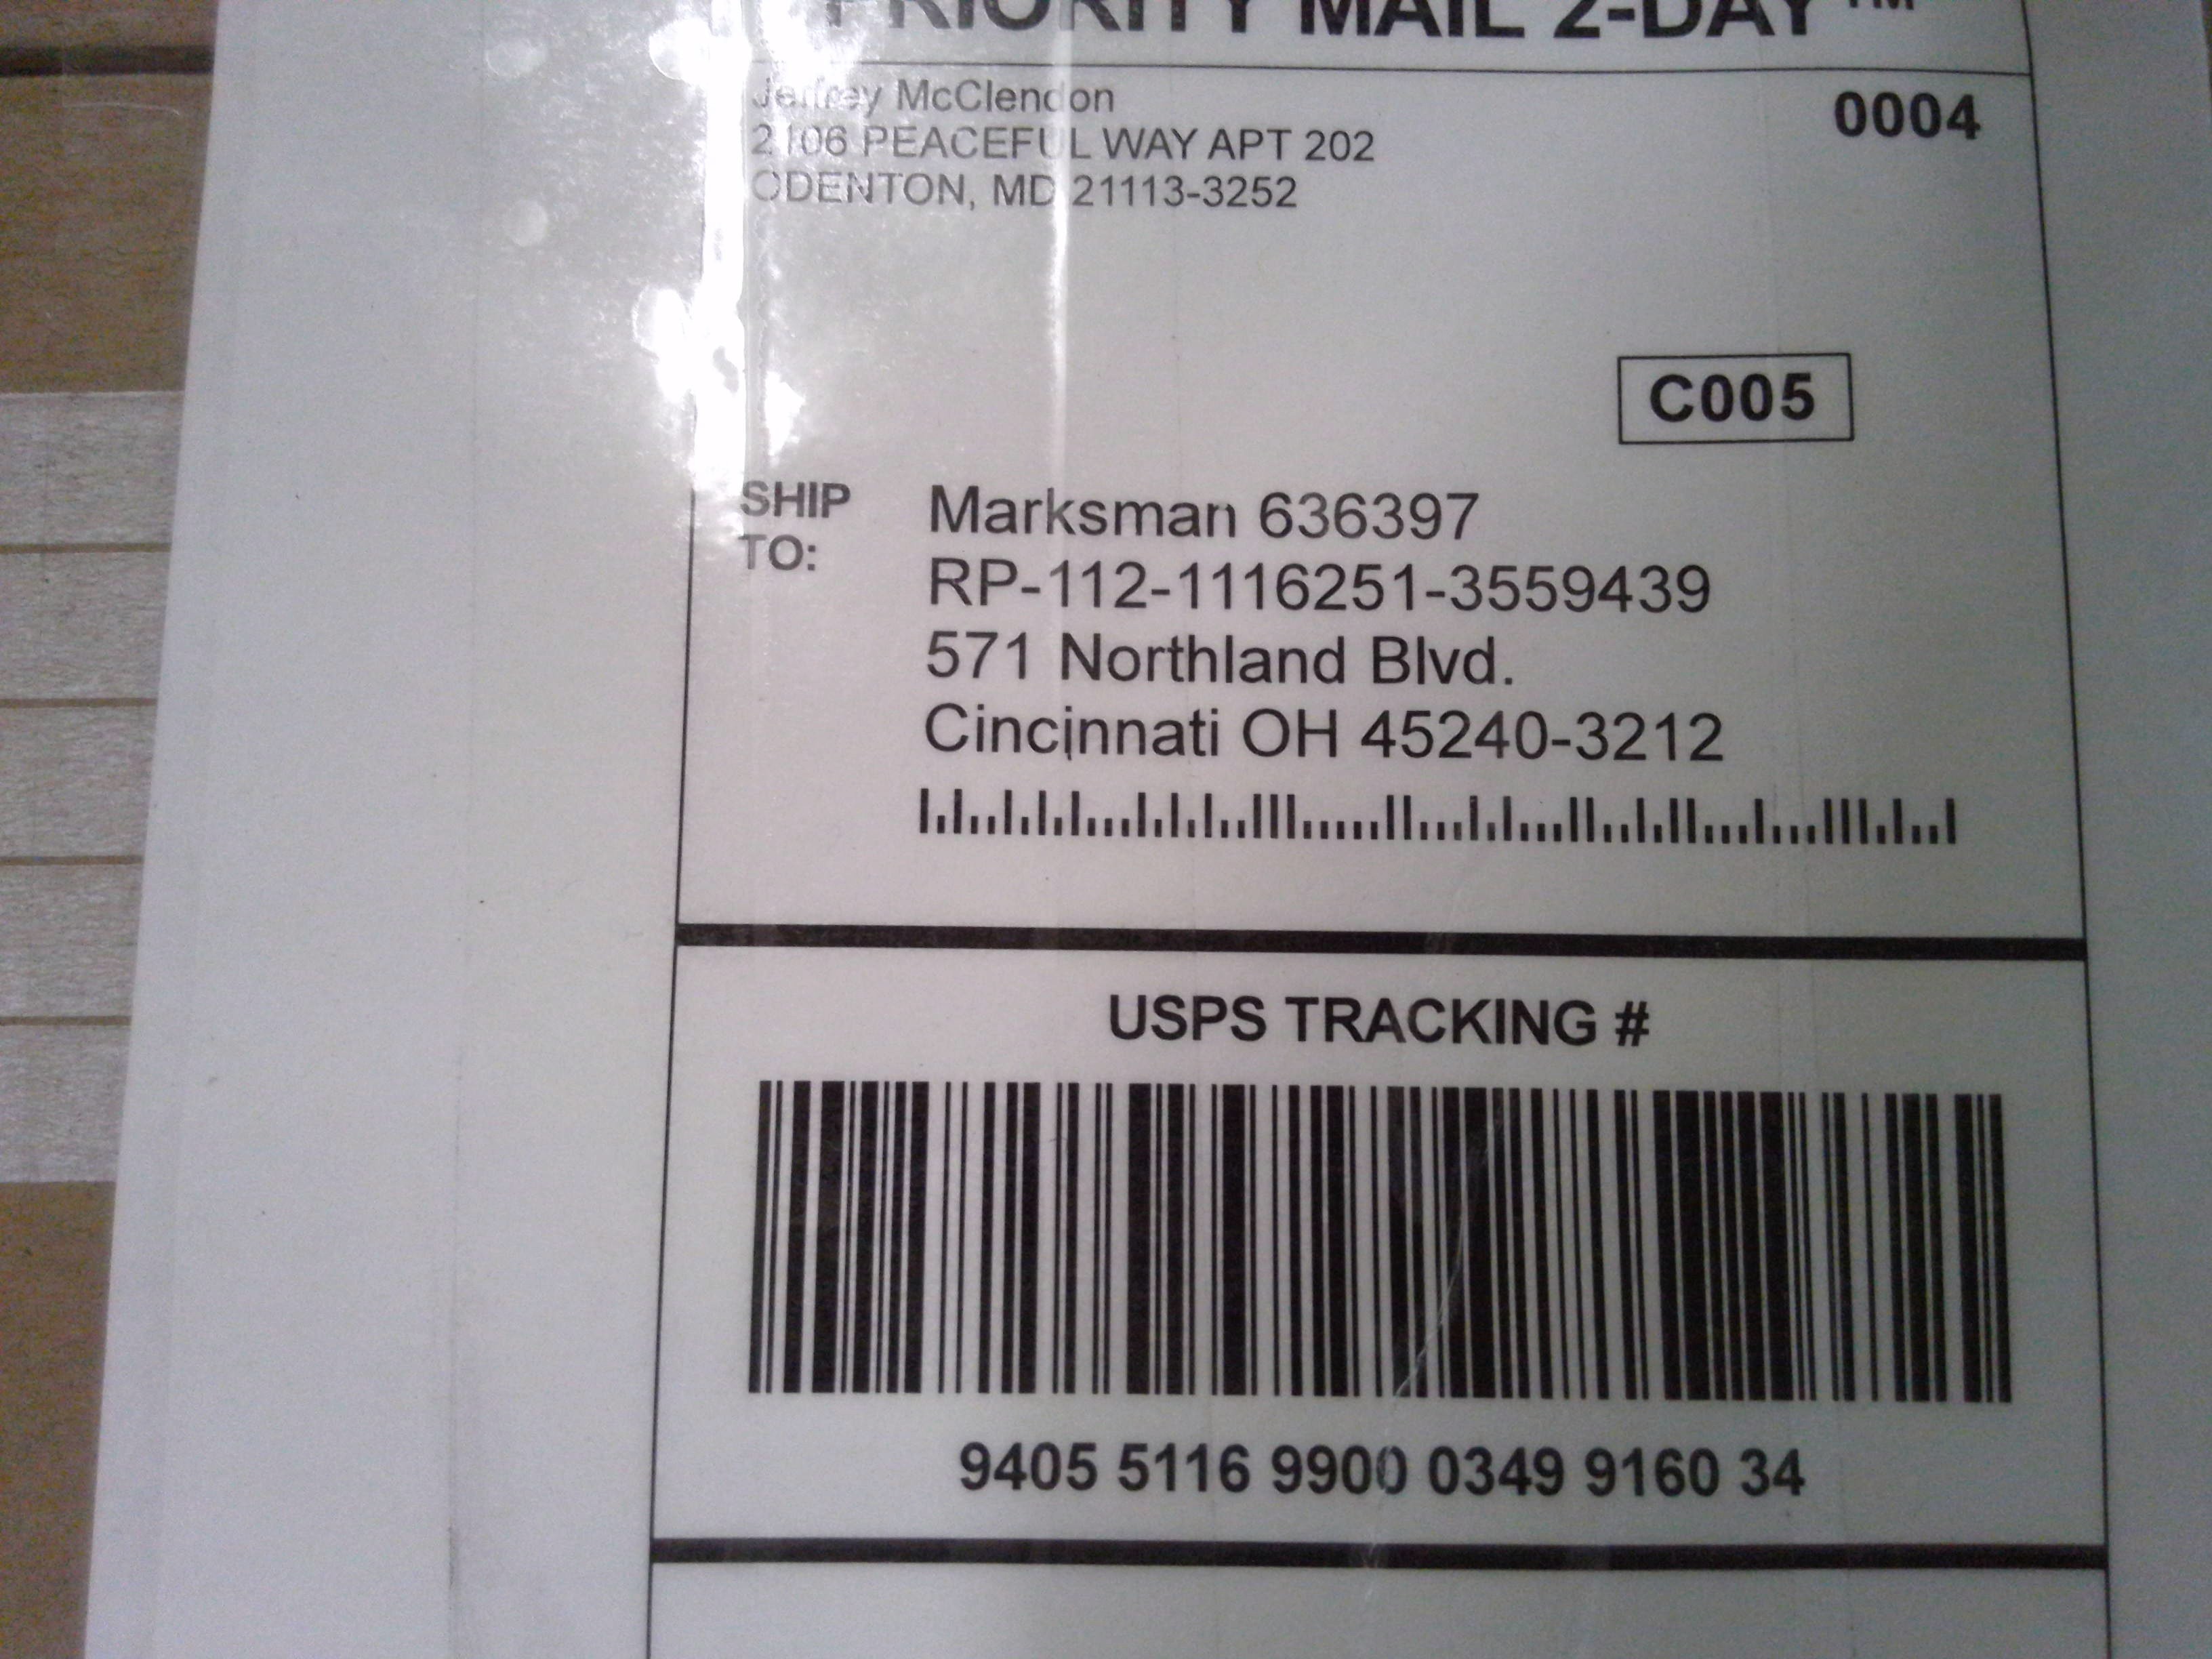 PRIORITY MAIL 2-DAY™
Jeffrey McClendon
0004
2106 PEACEFUL WAY APT 202
ODENTON, MD 21113-3252
C005
SHIP TO:
Marksman 636397
RP-112-1116251-3559439
571 Northland Blvd.
Cincinnati OH 45240-3212
USPS TRACKING #
9405 5116 9900 0349 9160 34